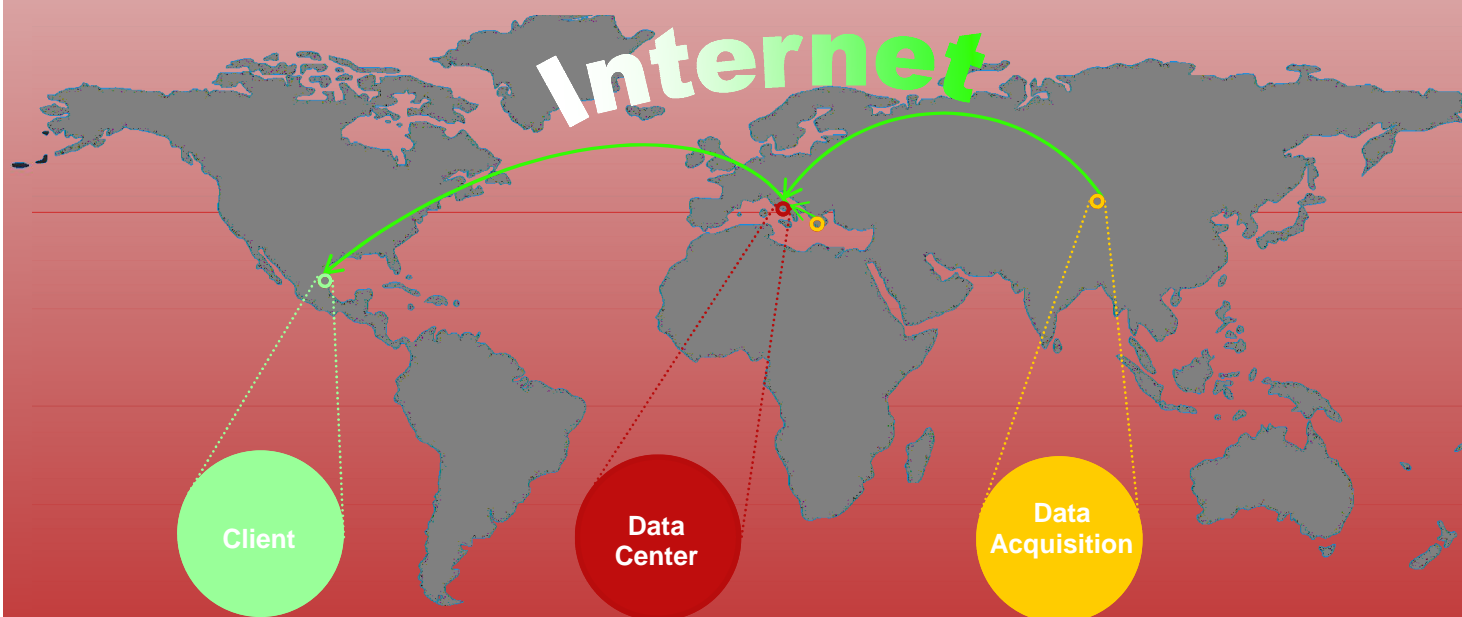 Internet
Client
Data
Center
Data
Acquisition